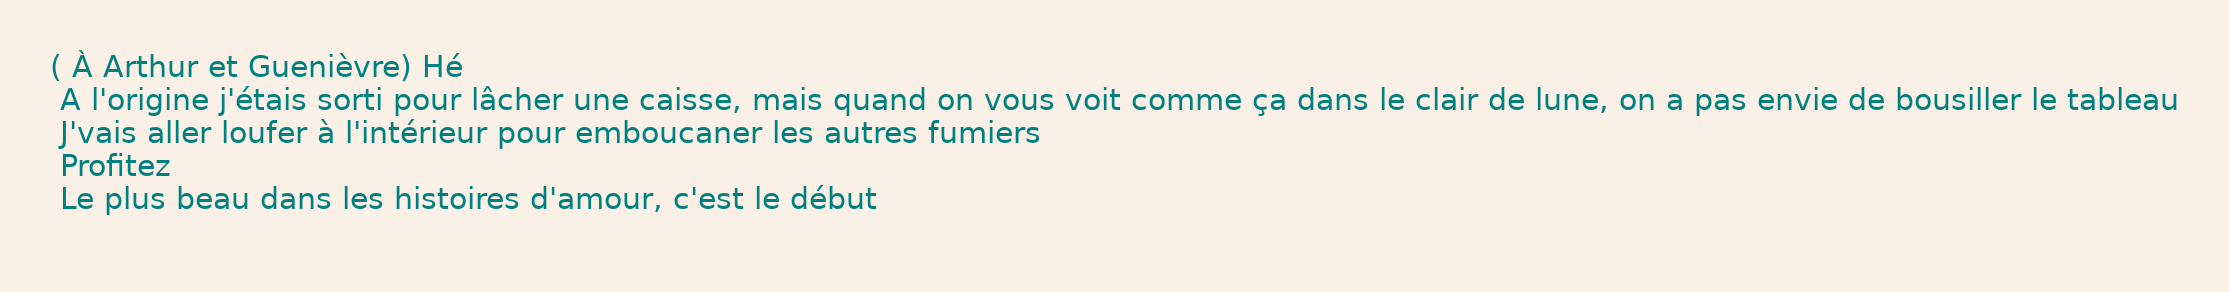 ( À Arthur et Guenièvre) Hé
A l'origine j'étais sorti pour lâcher une caisse, mais quand on vous voit comme ça dans le clair de lune, on a pas envie de bousiller le tableau
J'vais aller loufer à l'intérieur pour emboucaner les autres fumiers
Profitez
Le plus beau dans les histoires d'amour, c'est le début